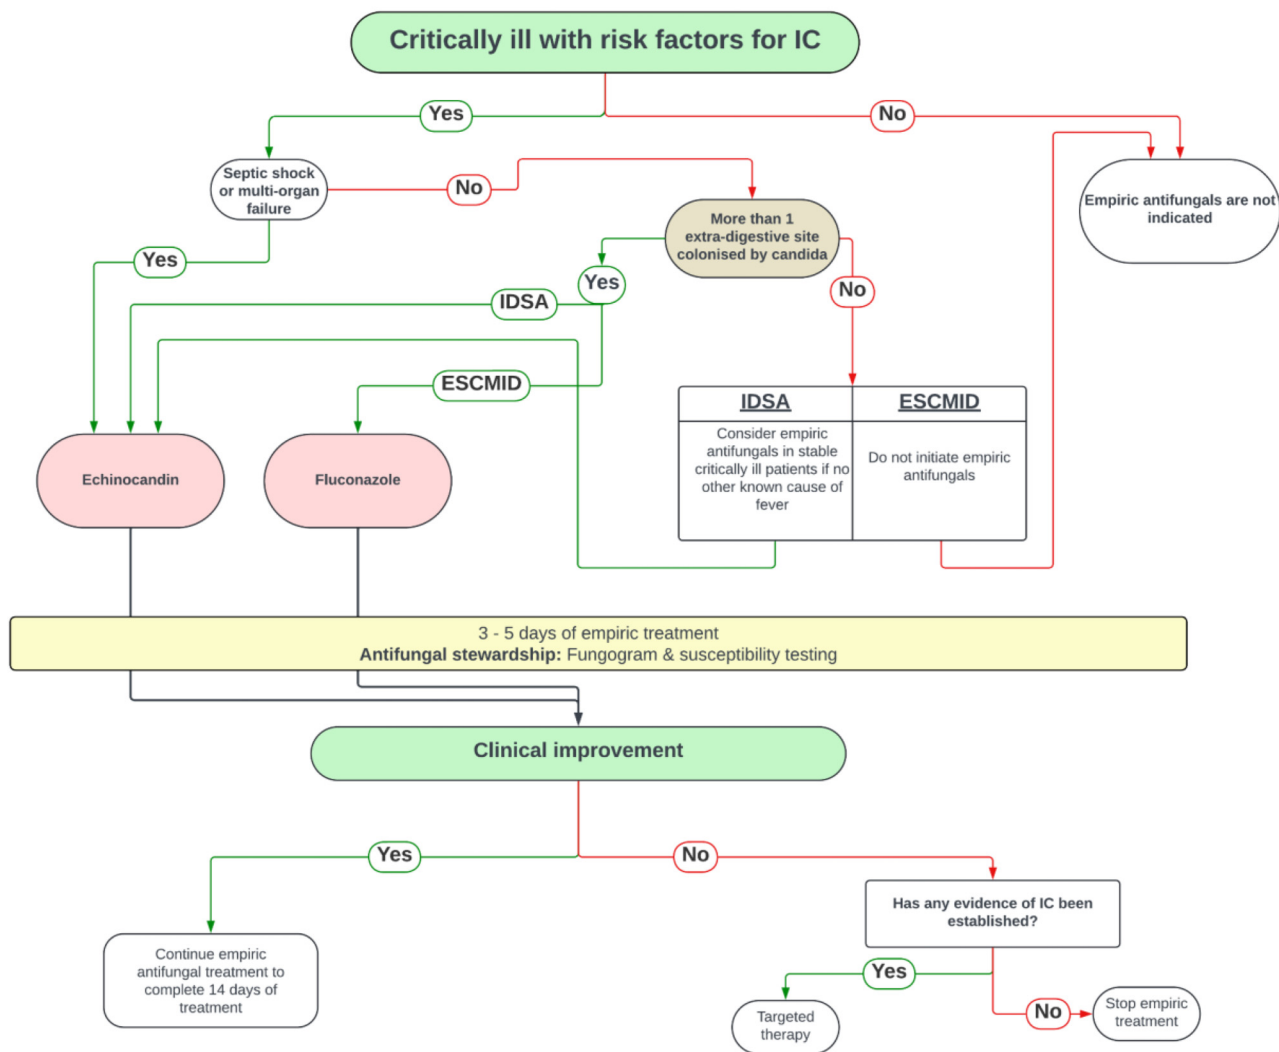 Critically ill with risk factors for IC
Yes
No
Septic shock
or multi-organ
failure
No
More than 1
extra-digestive site
colonised by candida
Empiric antifungals are not
indicated
Yes
Yes
No
IDSA
ESCMID
IDSA
Consider empiric
antifungals in stable
critically ill patients if no
other known cause of
fever
ESCMID
Do not initiate empiric
antifungals
Echinocandin
Fluconazole
3 - 5 days of empiric treatment
Antifungal stewardship: Fungogram & susceptibility testing
Clinical improvement
Yes
No
Continue empiric
antifungal treatment to
complete 14 days of
treatment
Has any evidence of IC been
established?
Yes
No
Targeted
therapy
Stop empiric
treatment